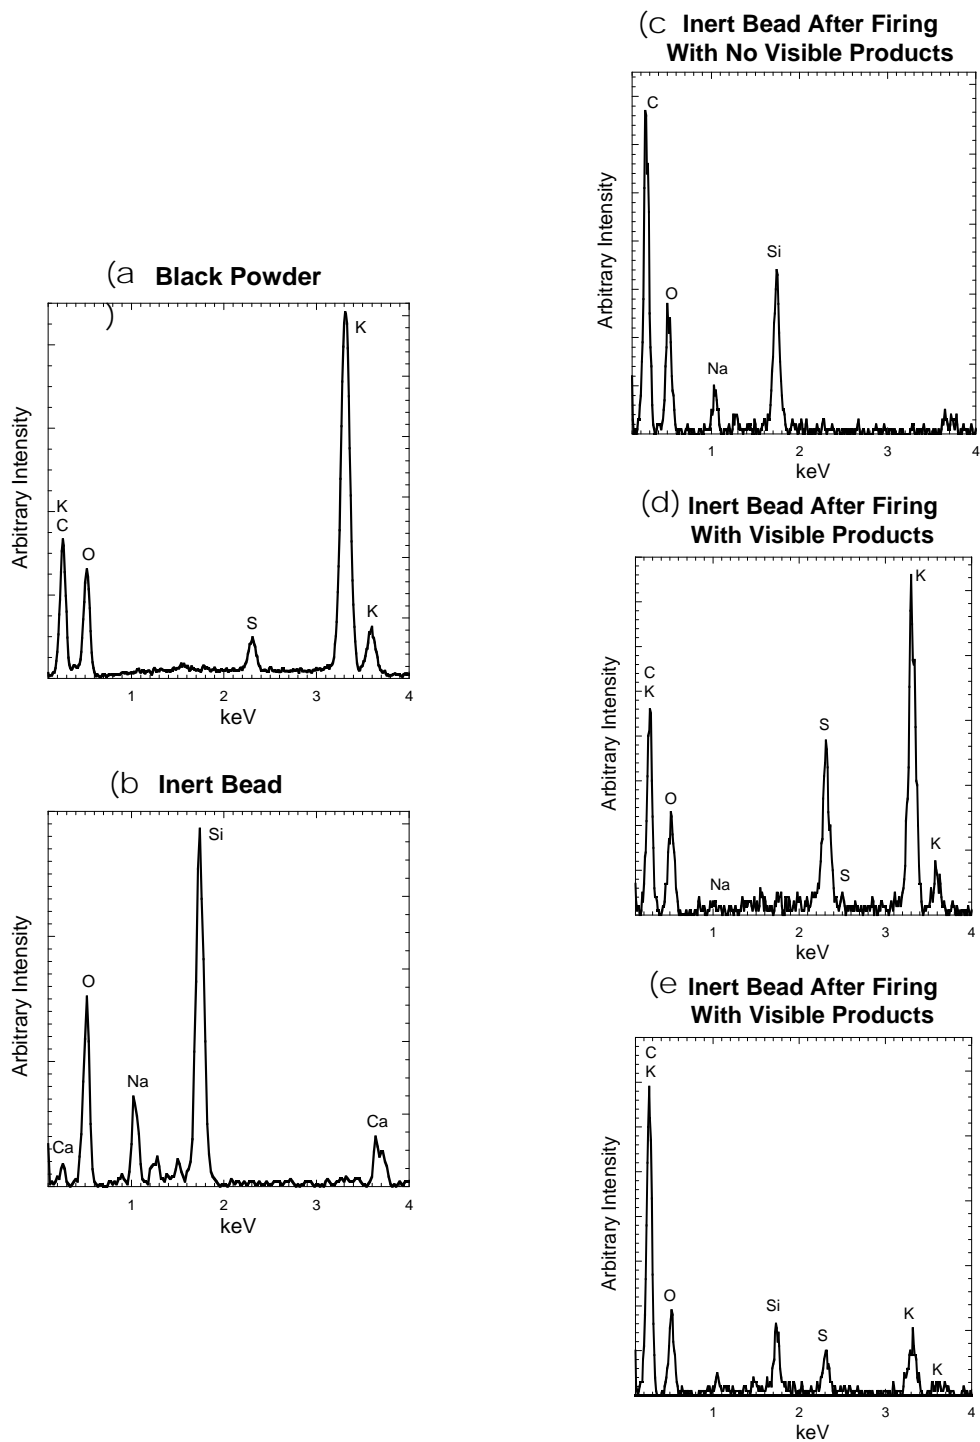 (a Black Powder
)
Arbitrary Intensity
K
C
O
S
K
K
1 2 3 4
keV
(b Inert Bead
Arbitrary Intensity
Ca
O
Na
Si
Ca
1 2 3 4
keV
(c Inert Bead After Firing
With No Visible Products
Arbitrary Intensity
C
O
Na
Si
1 2 3 4
keV
(d) Inert Bead After Firing
With Visible Products
Arbitrary Intensity
C
K
O
Na
S
S
K
K
1 2 3 4
keV
(e Inert Bead After Firing
With Visible Products
Arbitrary Intensity
C
K
O
Si
S
K
K
1 2 3 4
keV